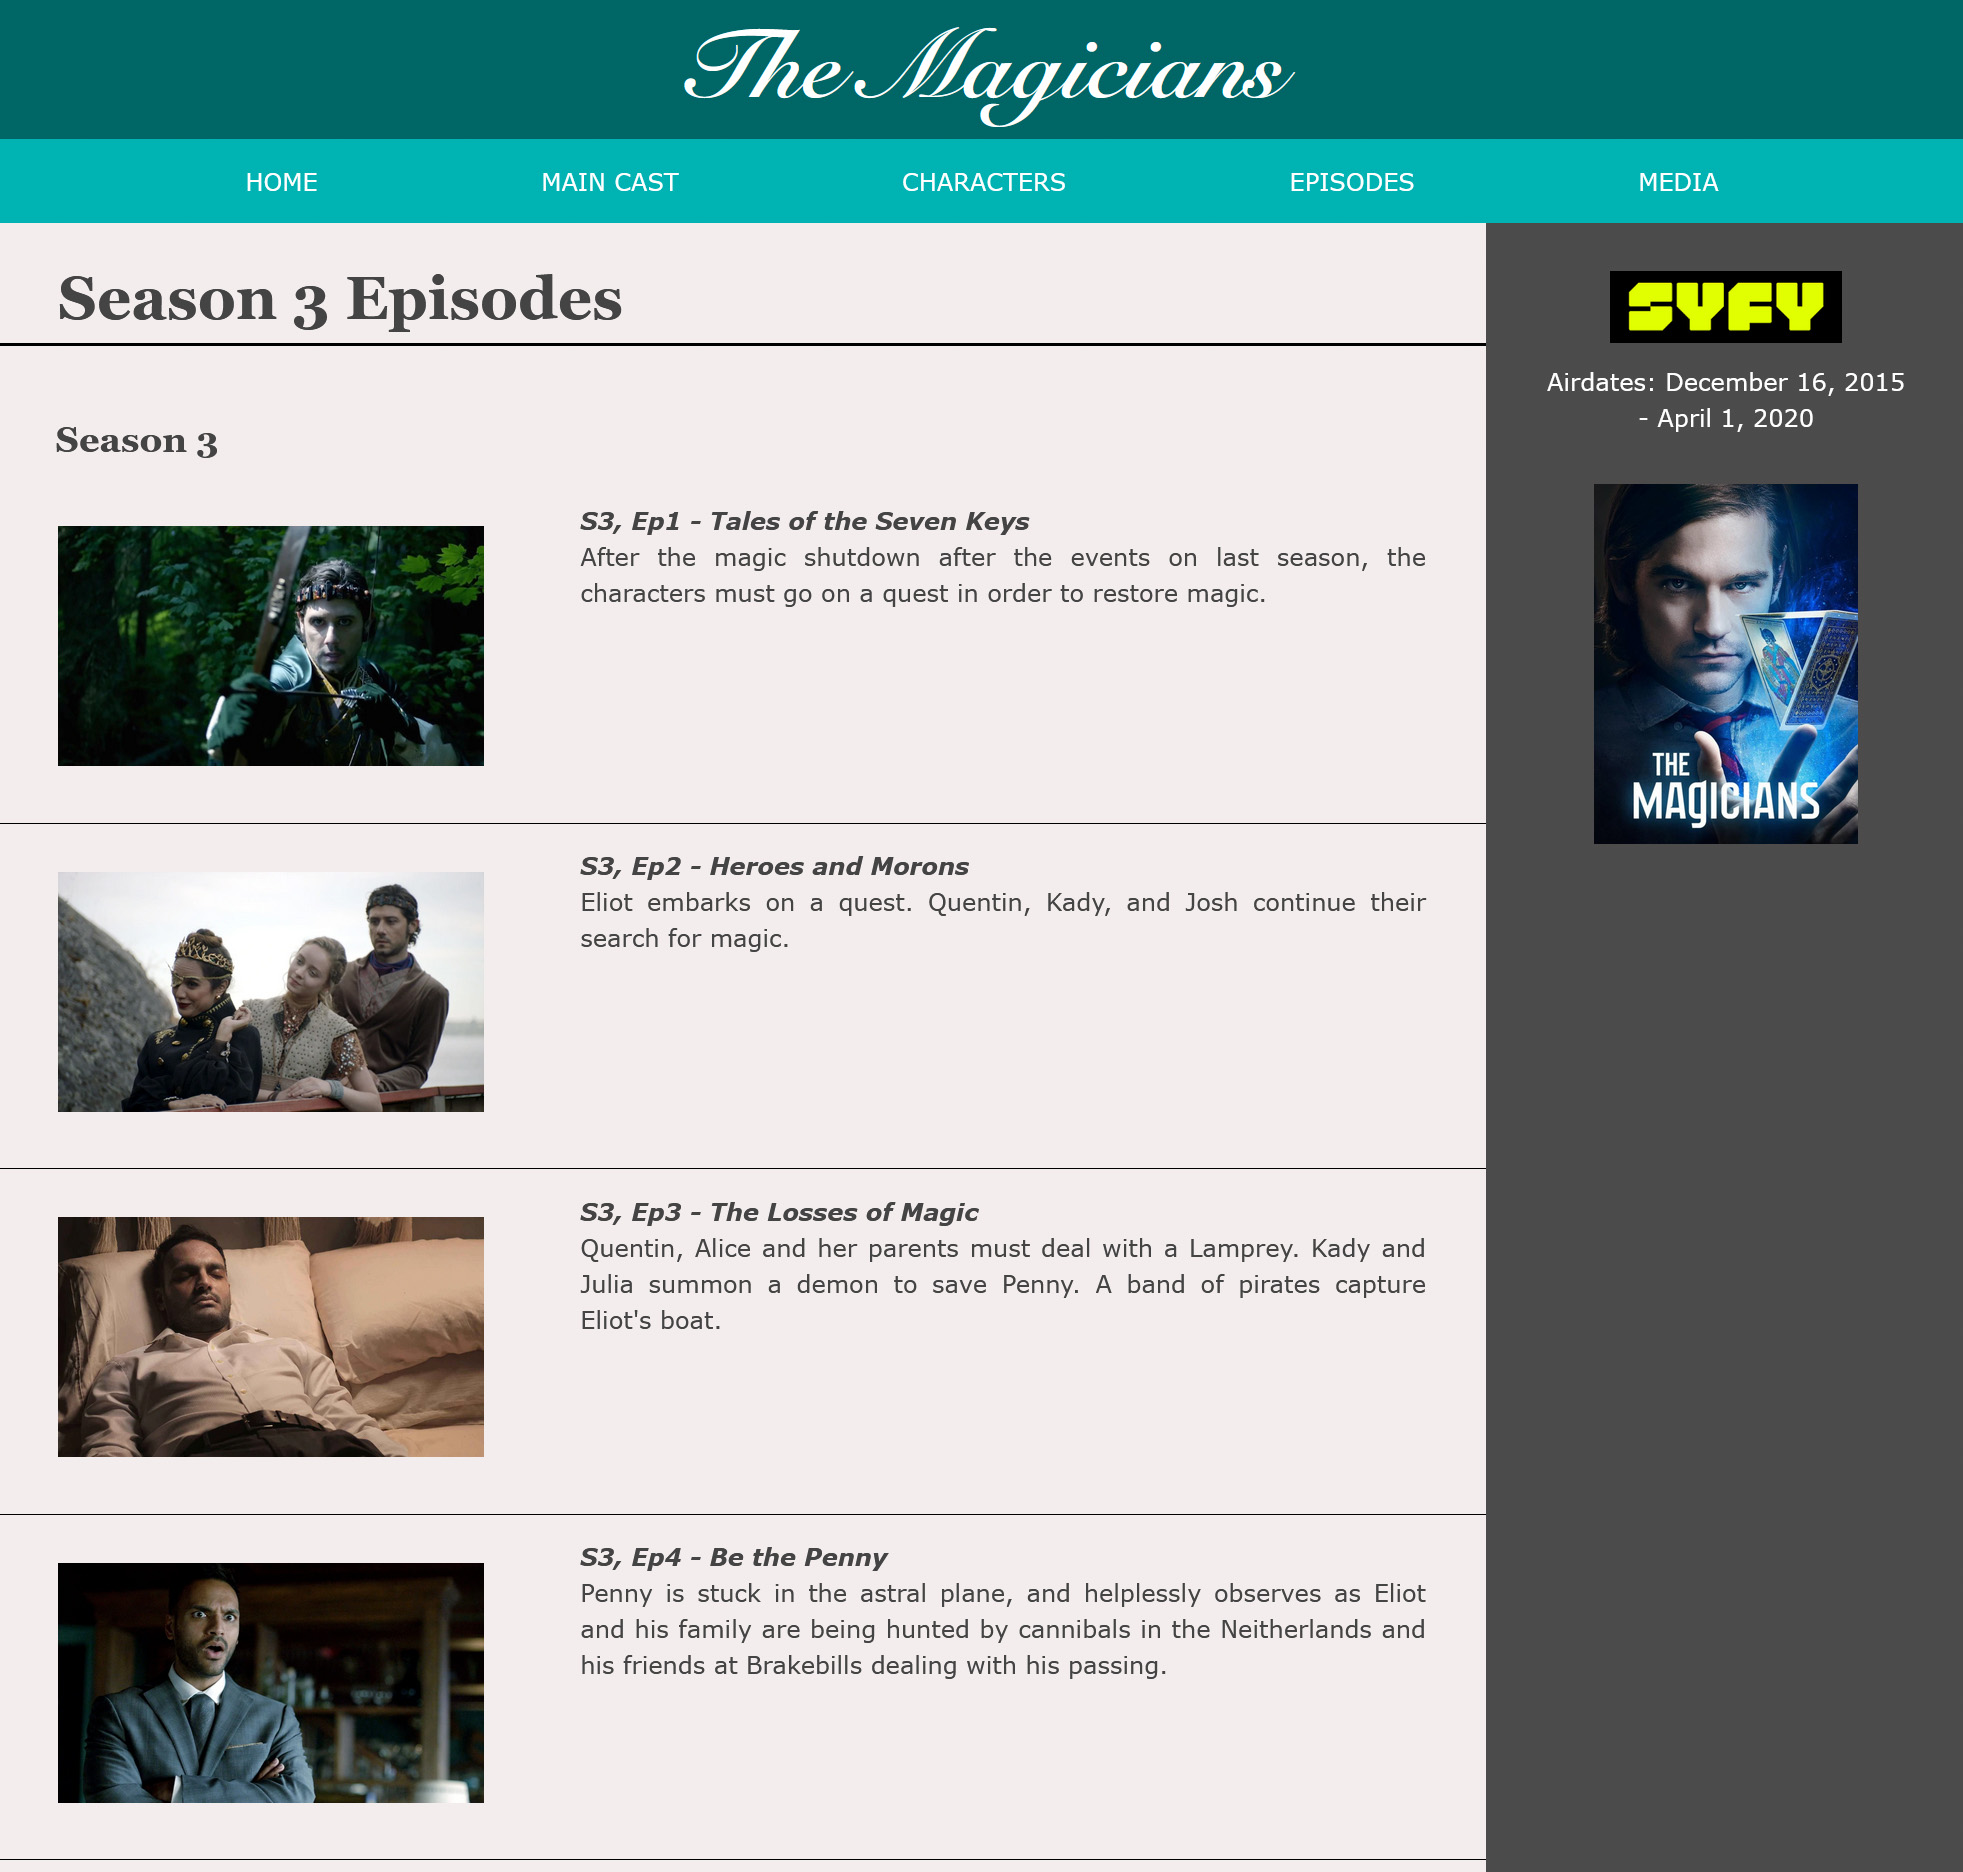 The Magicians
HOME MAIN CAST CHARACTERS EPISODES MEDIA
Season 3 Episodes
Season 3
S3, Ep1 - Tales of the Seven Keys
After the magic shutdown after the events on last season, the
characters must go on a quest in order to restore magic.
S3, Ep2 - Heroes and Morons
Eliot embarks on a quest. Quentin, Kady, and Josh continue their
search for magic.
S3, Ep3 - The Losses of Magic
Quentin, Alice and her parents must deal with a Lamprey. Kady and
Julia summon a demon to save Penny. A band of pirates capture
Eliot's boat.
S3, Ep4 - Be the Penny
Penny is stuck in the astral plane, and helplessly observes as Eliot
and his family are being hunted by cannibals in the Neitherlands and
his friends at Brakebills dealing with his passing.
SYFY
Airdates: December 16, 2015
- April 1, 2020
THE
MAGICIANS